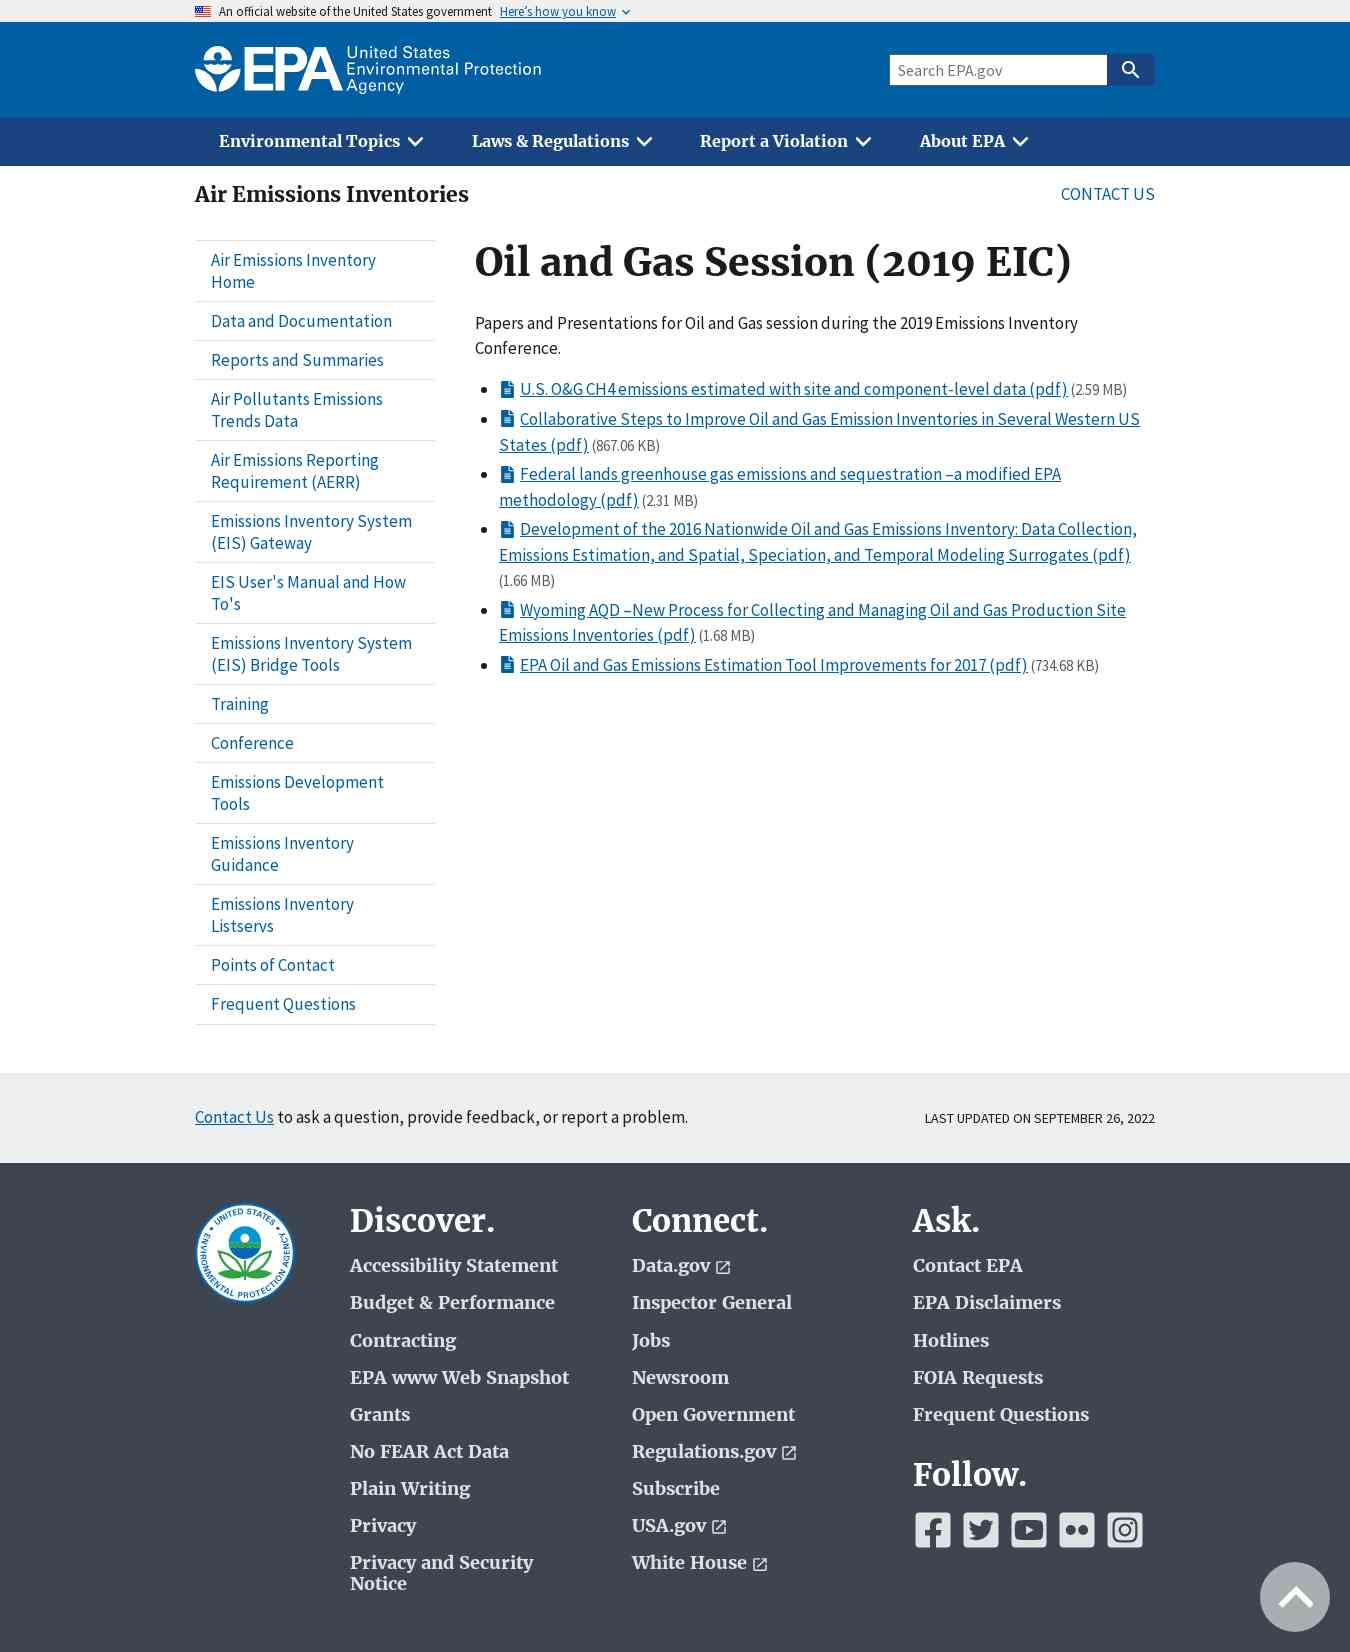 An official website of the United States government Here's how you know
EPA United States
Environmental Protection
Agency
Search EPA.gov
Environmental Topics
Laws & Regulations
Report a Violation
About EPA
Air Emissions Inventories
CONTACT US
Air Emissions Inventory
Home
Data and Documentation
Reports and Summaries
Air Pollutants Emissions
Trends Data
Air Emissions Reporting
Requirement (AERR)
Emissions Inventory System
(EIS) Gateway
EIS User's Manual and How
To's
Emissions Inventory System
(EIS) Bridge Tools
Training
Conference
Emissions Development
Tools
Emissions Inventory
Guidance
Emissions Inventory
Listservs
Points of Contact
Frequent Questions
Oil and Gas Session (2019 EIC)
Papers and Presentations for Oil and Gas session during the 2019 Emissions Inventory
Conference.
U.S. O&G CH4 emissions estimated with site and component-level data (pdf) (2.59 MB)
Collaborative Steps to Improve Oil and Gas Emission Inventories in Several Western US
States (pdf) (867.06 KB)
Federal lands greenhouse gas emissions and sequestration –a modified EPA
methodology (pdf) (2.31 MB)
Development of the 2016 Nationwide Oil and Gas Emissions Inventory: Data Collection,
Emissions Estimation, and Spatial, Speciation, and Temporal Modeling Surrogates (pdf)
(1.66 MB)
Wyoming AQD –New Process for Collecting and Managing Oil and Gas Production Site
Emissions Inventories (pdf) (1.68 MB)
EPA Oil and Gas Emissions Estimation Tool Improvements for 2017 (pdf) (734.68 KB)
Contact Us to ask a question, provide feedback, or report a problem.
LAST UPDATED ON SEPTEMBER 26, 2022
UNITED STATES
ENVIRONMENTAL PROTECTION AGENCY
Discover.
Accessibility Statement
Budget & Performance
Contracting
EPA www Web Snapshot
Grants
No FEAR Act Data
Plain Writing
Privacy
Privacy and Security
Notice
Connect.
Data.gov
Inspector General
Jobs
Newsroom
Open Government
Regulations.gov
Subscribe
USA.gov
White House
Ask.
Contact EPA
EPA Disclaimers
Hotlines
FOIA Requests
Frequent Questions
Follow.